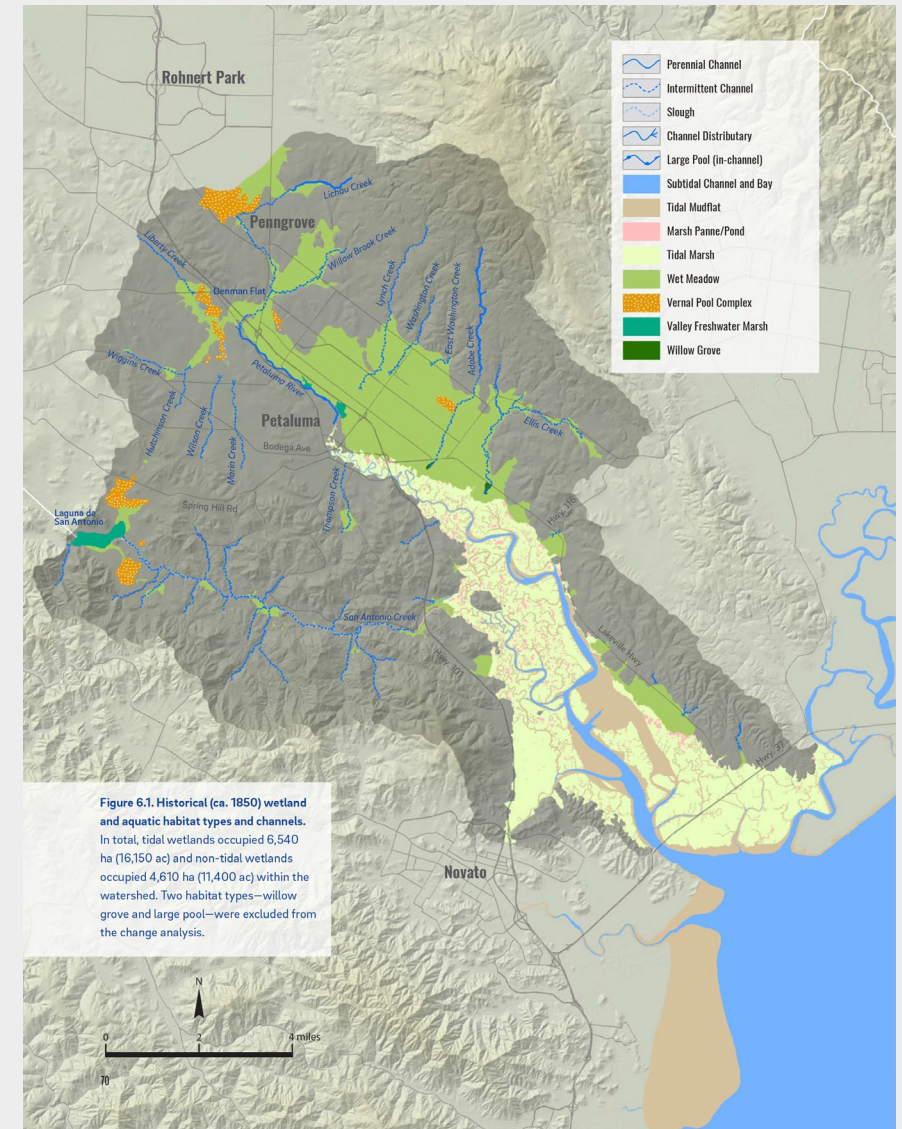 Rohnert Park
Perennial Channel
Intermittent Channel
Slough
Channel Distributary
Large Pool (in-channel)
Subtidal Channel and Bay
Tidal Mudflat
Marsh Panne/Pond
Tidal Marsh
Wet Meadow
Vernal Pool Complex
Valley Freshwater Marsh
Willow Grove
Lichau Creek
Penngrove
Liberty Creek
Willow Brook Creek
Denman Flat
Lynch Creek
Washington Creek
East Washington Creek
Adobe Creek
Wiggins Creek
Petaluma River
Hutchinson Creek
Wilson Creek
Marin Creek
Petaluma
Bodega Ave
Ellis Creek
Thompson Creek
Spring Hill Rd
Laguna de
San Antonio
Hwy. 116
San Antonio Creek
Hwy. 101
Lakeville Hwy
Hwy. 37
Figure 6.1. Historical (ca. 1850) wetland
and aquatic habitat types and channels.
In total, tidal wetlands occupied 6,540
ha (16,150 ac) and non-tidal wetlands
occupied 4,610 ha (11,400 ac) within the
watershed. Two habitat types—willow
grove and large pool—were excluded from
the change analysis.
Novato
N
0 2 4 miles
70